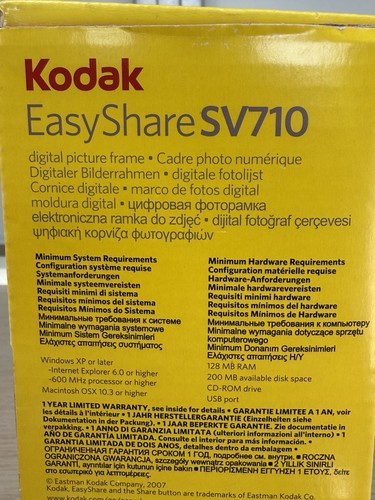 Kodak
EasyShare SV710
digital picture frame • Cadre photo numérique
Digitaler Bilderrahmen • digitale fotolijst
Cornice digitale • marco de fotos digital
moldura digital • цифровая фоторамка
elektroniczna ramka do zdjęć • dijital fotoğraf çerçevesi
ψηφιακή κορνίζα φωτογραφιών
Minimum System Requirements
Configuration système requise
Systemanforderungen
Minimale systeemvereisten
Requisiti minimi di sistema
Requisitos mínimos del sistema
Requisitos Mínimos do Sistema
Минимальные требования к системе
Minimalne wymagania systemowe
Minimum Sistem Gereksinimleri
Ελάχιστες απαιτήσεις συστήματος
Windows XP or later
-Internet Explorer 6.0 or higher
-600 MHz processor or higher
Macintosh OSX 10.3 or higher
Minimum Hardware Requirements
Configuration matérielle requise
Hardware-Anforderungen
Minimale hardwarevereisten
Requisiti minimi hardware
Requisitos mínimos del hardware
Requisitos Mínimos de Hardware
Минимальные требования к компьютеру
Minimalne wymagania dotyczące sprzętu
komputerowego
Minimum Donanım Gereksinimleri
Ελάχιστες απαιτήσεις Η/Υ
128 MB RAM
200 MB available disk space
CD-ROM drive
USB port
1 YEAR LIMITED WARRANTY, see inside for details • GARANTIE LIMITEE A 1 AN, voir
les détails à l'intérieur • 1 JAHR HERSTELLERGARANTIE (Einzelheiten siehe
Dokumentation in der Packung). • 1 JAAR BEPERKTE GARANTIE. Zie documentatie in de
verpakking. • 1 ANNO DI GARANZIA LIMITATA (ulteriori informazioni all'interno) • 1
AÑO DE GARANTÍA LIMITADA. Consulte el interior para más información. •
GARANTIA LIMITADA DE DOIS ANOS, detalhes dentro da embalagem •
ОГРАНИЧЕННАЯ ГАРАНТИЯ СРОКОМ 1 ГОД, подробнее см. внутри. • ROCZNA
OGRANICZONA GWARANCJA, szczegóły wewnątrz opakowania • 2 YILLIK SINIRLI
GARANTİ, ayrıntılar için kutunun içine bakın • ΠΕΡΙΟΡΙΣΜΕΝΗ ΕΓΓΥΗΣΗ 1 ΕΤΟΥΣ, δείτε
στο εσωτερικό για λεπτομέρειες.
© Eastman Kodak Company, 2007
Kodak, EasyShare and the Share button are trademarks of Eastman Kodak Co.